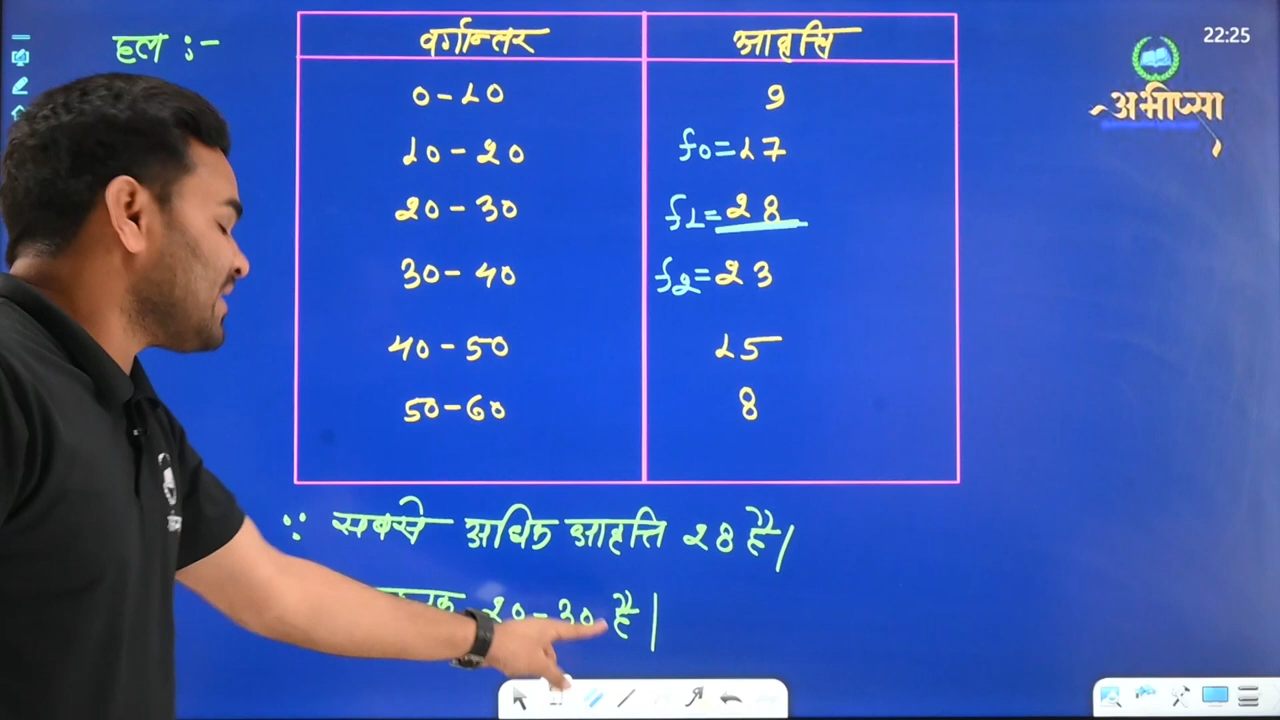 22:25
अभीप्सा
हल :-
वर्गान्तर आवृत्ति
0-10 9
10-20 f0=17
20-30 f1=28
30-40 f2=23
40-50 15
50-60 8
∵ सबसे अधिक आवृत्ति 28 है।
20-30 है।